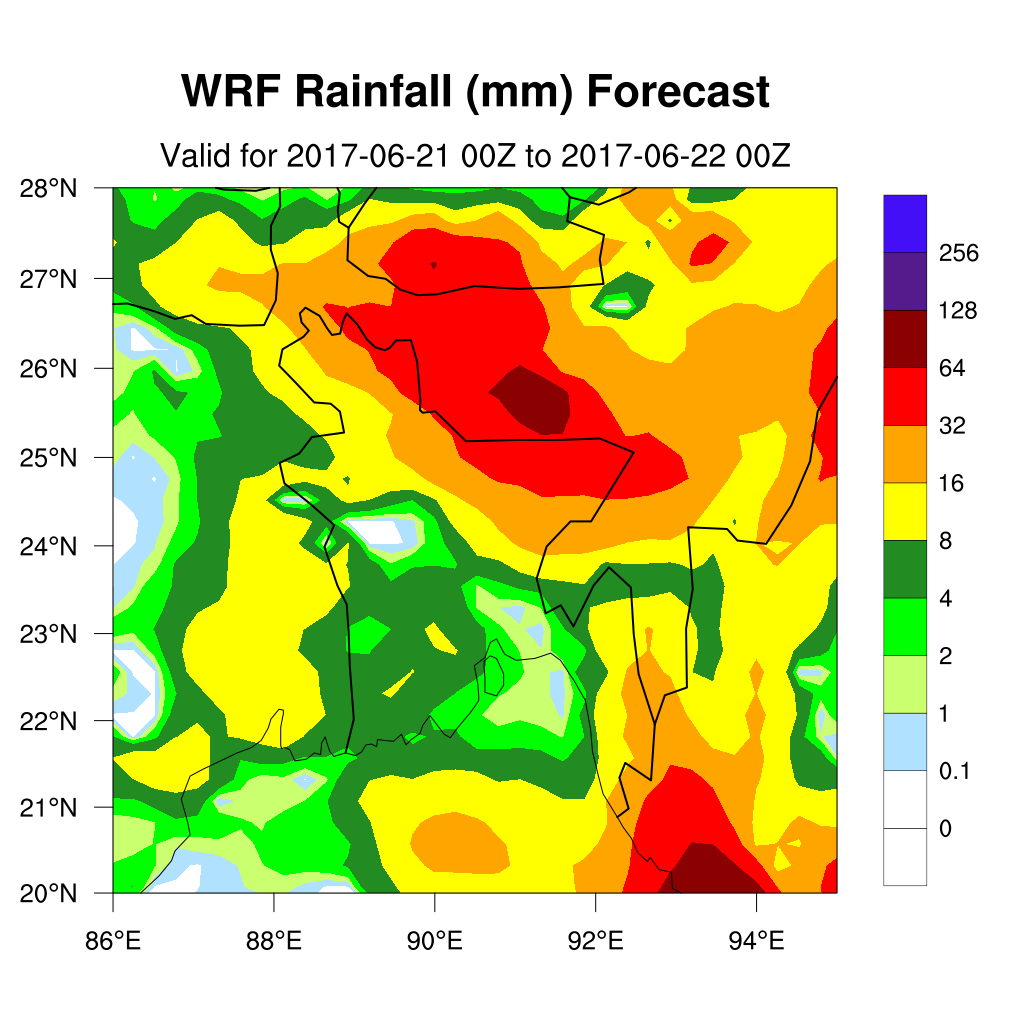 WRF Rainfall (mm) Forecast
Valid for 2017-06-21 00Z to 2017-06-22 00Z
28°N
27°N
26°N
25°N
24°N
23°N
22°N
21°N
20°N
86°E 88°E 90°E 92°E 94°E
256
128
64
32
16
8
4
2
1
0.1
0